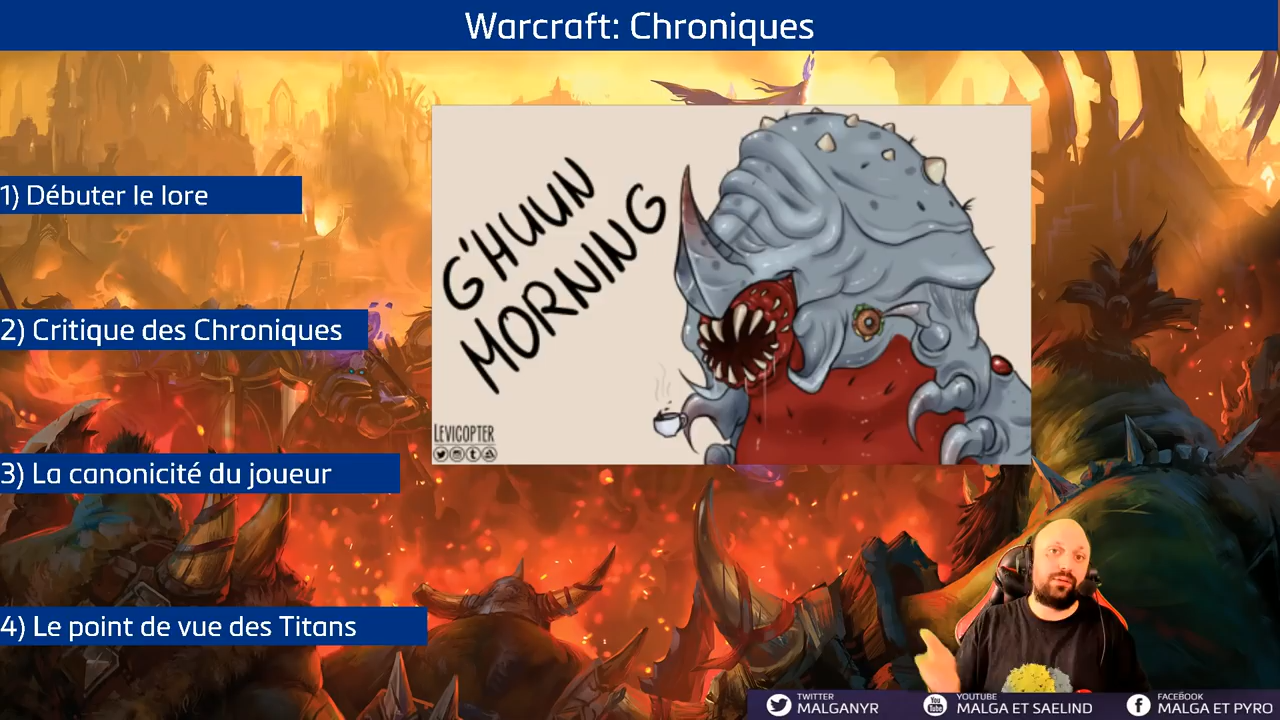 Warcraft: Chroniques
1) Débuter le lore
2) Critique des Chroniques
3) La canonicité du joueur
4) Le point de vue des Titans
G'HUUN
MORNING
LEVICOPTER
TWITTER
MALGANYR
YOUTUBE
MALGA ET SAELIND
FACEBOOK
MALGA ET PYRO